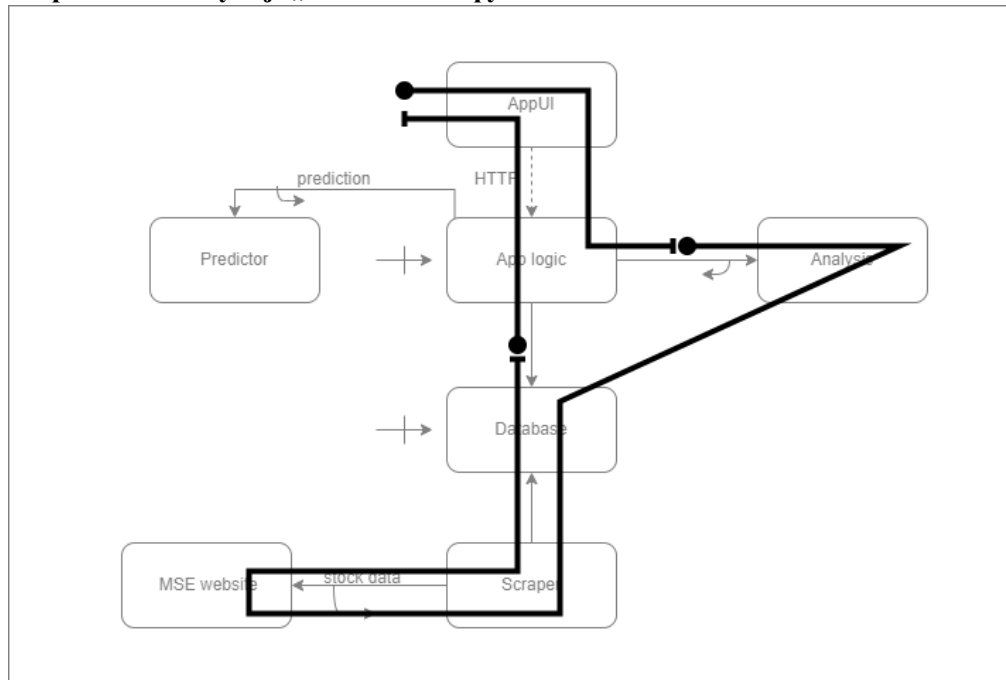 AppUI
prediction
HTTP
Predictor
App logic
Analysis
Database
MSE website
stock data
Scraper